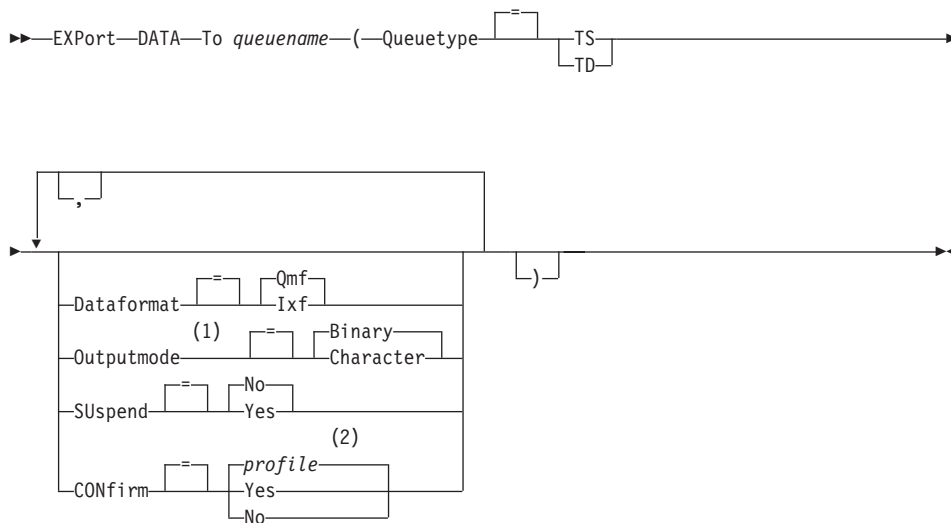 =
►►—EXPort—DATA—To queuename—(—Queuetype TS ►
TD
,
►
= Qmf
Dataformat Ixf
(1) = Binary
Outputmode Character
= No
SUspend Yes
(2)
= profile
CONfirm Yes
No
)
►◄